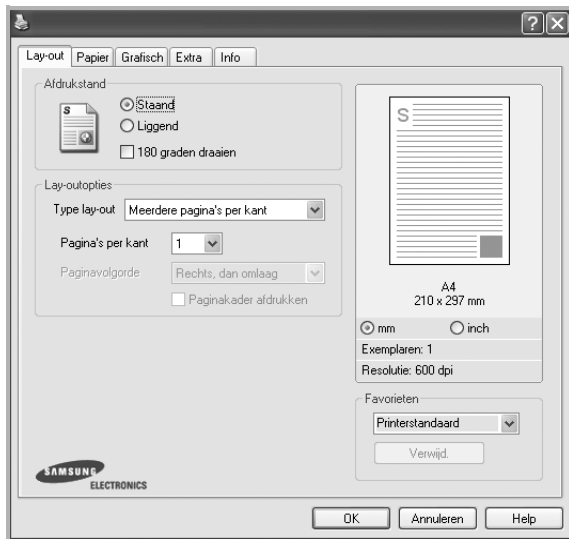 Lay-out Papier Grafisch Extra Info
Afdrukstand
S
Staand
Liggend
180 graden draaien
Lay-outopties
Type lay-out Meerdere pagina's per kant
Pagina's per kant 1
Paginavolgorde Rechts, dan omlaag
Paginakader afdrukken
S
A4
210 x 297 mm
mm inch
Exemplaren: 1
Resolutie: 600 dpi
Favorieten
Printerstandaard
Verwijd.
SAMSUNG
ELECTRONICS
OK Annuleren Help